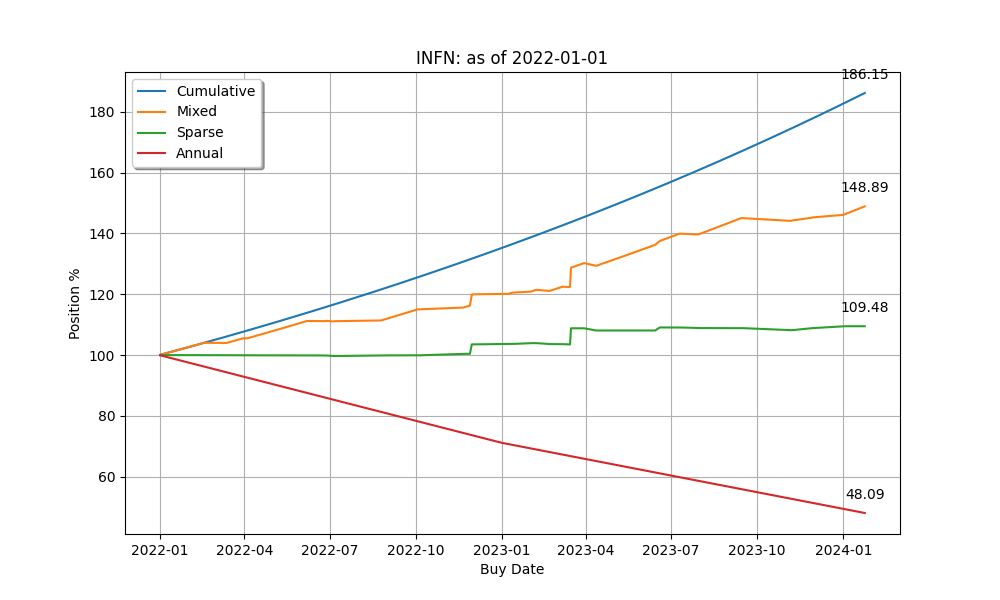 INFN: as of 2022-01-01
Cumulative
Mixed
Sparse
Annual
186.15
148.89
109.48
48.09
Position %
180
160
140
120
100
80
60
2022-01 2022-04 2022-07 2022-10 2023-01 2023-04 2023-07 2023-10 2024-01
Buy Date